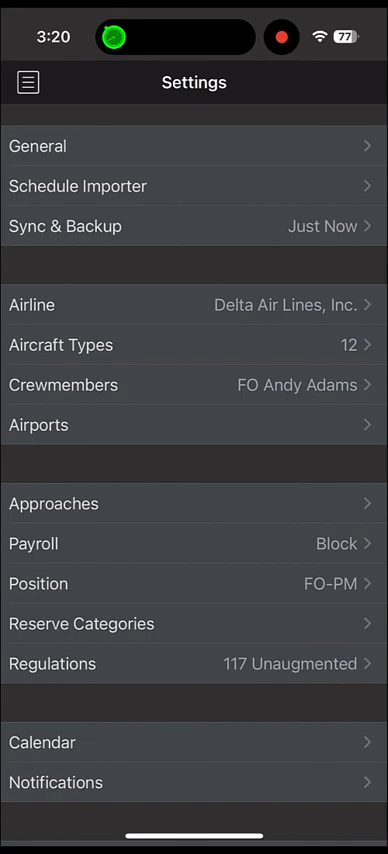 3:20
77
Settings
General
Schedule Importer
Sync & Backup Just Now
Airline Delta Air Lines, Inc.
Aircraft Types 12
Crewmembers FO Andy Adams
Airports
Approaches
Payroll Block
Position FO-PM
Reserve Categories
Regulations 117 Unaugmented
Calendar
Notifications